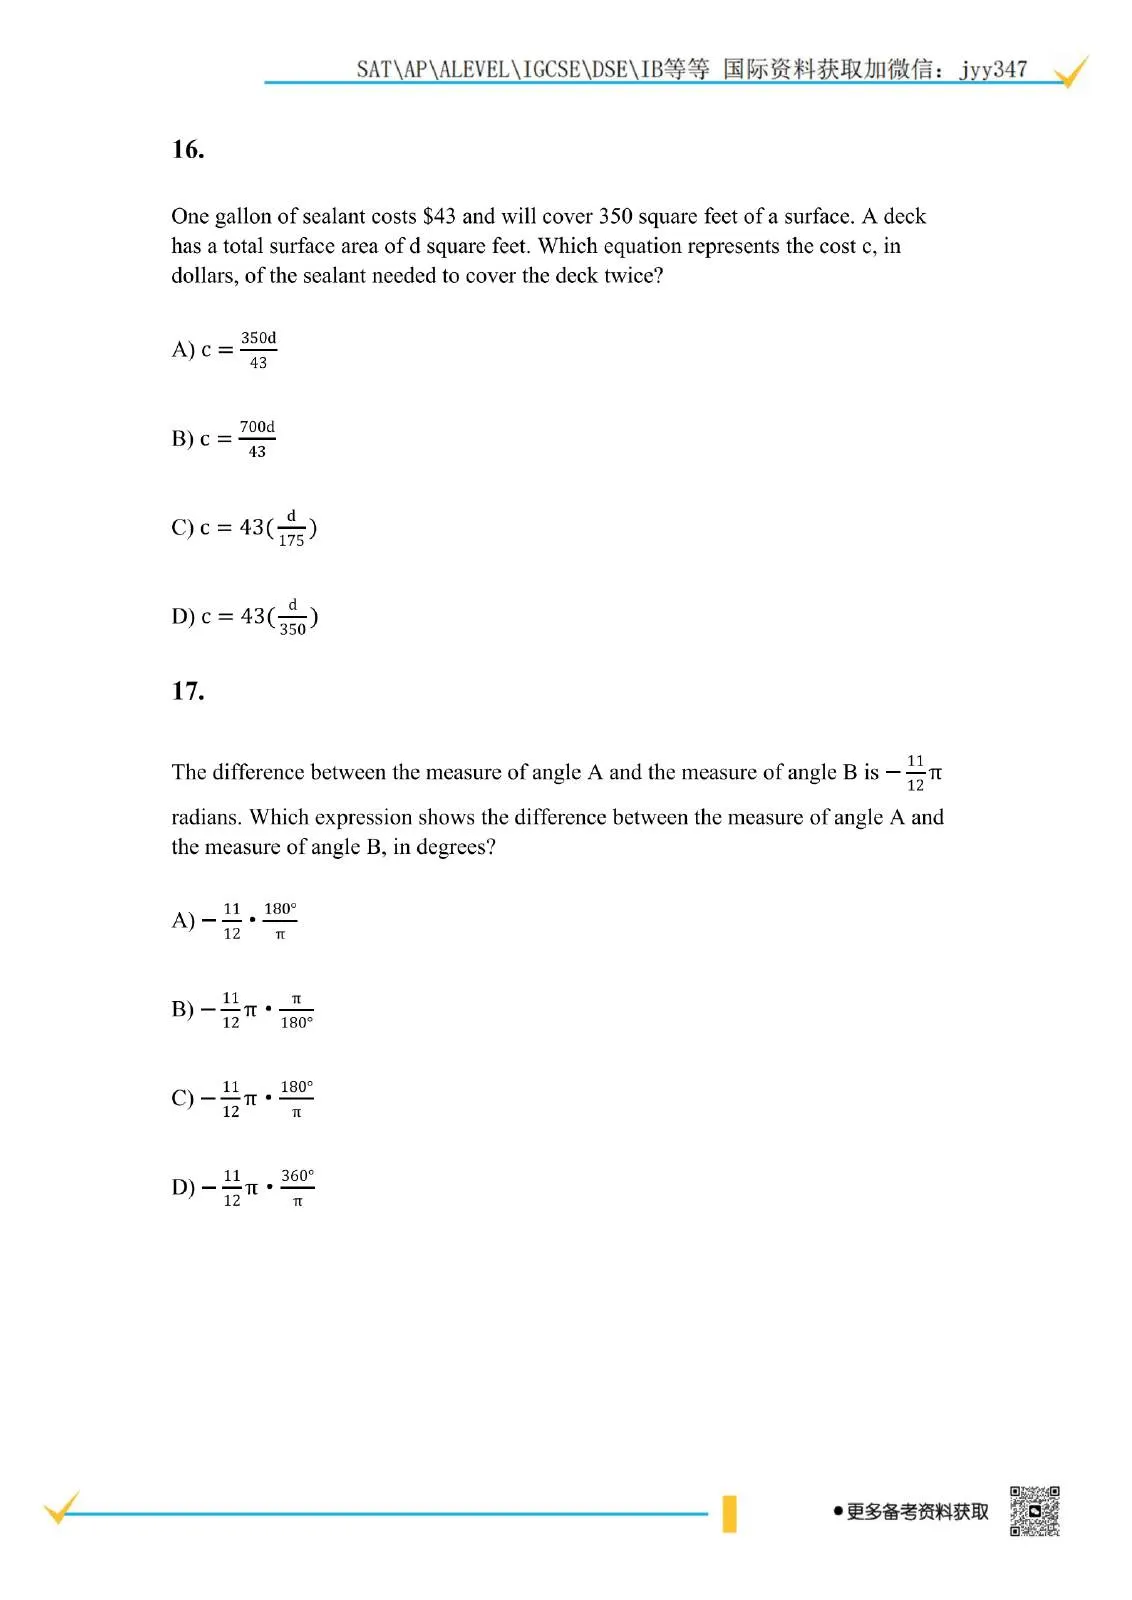 SAT\AP\ALEVEL\IGCSE\DSE\IB等等 国际资料获取加微信：jyy347
16.
One gallon of sealant costs $43 and will cover 350 square feet of a surface. A deck
has a total surface area of d square feet. Which equation represents the cost c, in
dollars, of the sealant needed to cover the deck twice?
A) c = 350d/43
B) c = 700d/43
C) c = 43(d/175)
D) c = 43(d/350)
17.
The difference between the measure of angle A and the measure of angle B is −11/12 π
radians. Which expression shows the difference between the measure of angle A and
the measure of angle B, in degrees?
A) −11/12 • 180°/π
B) −11/12 π • π/180°
C) −11/12 π • 180°/π
D) −11/12 π • 360°/π
•更多备考资料获取